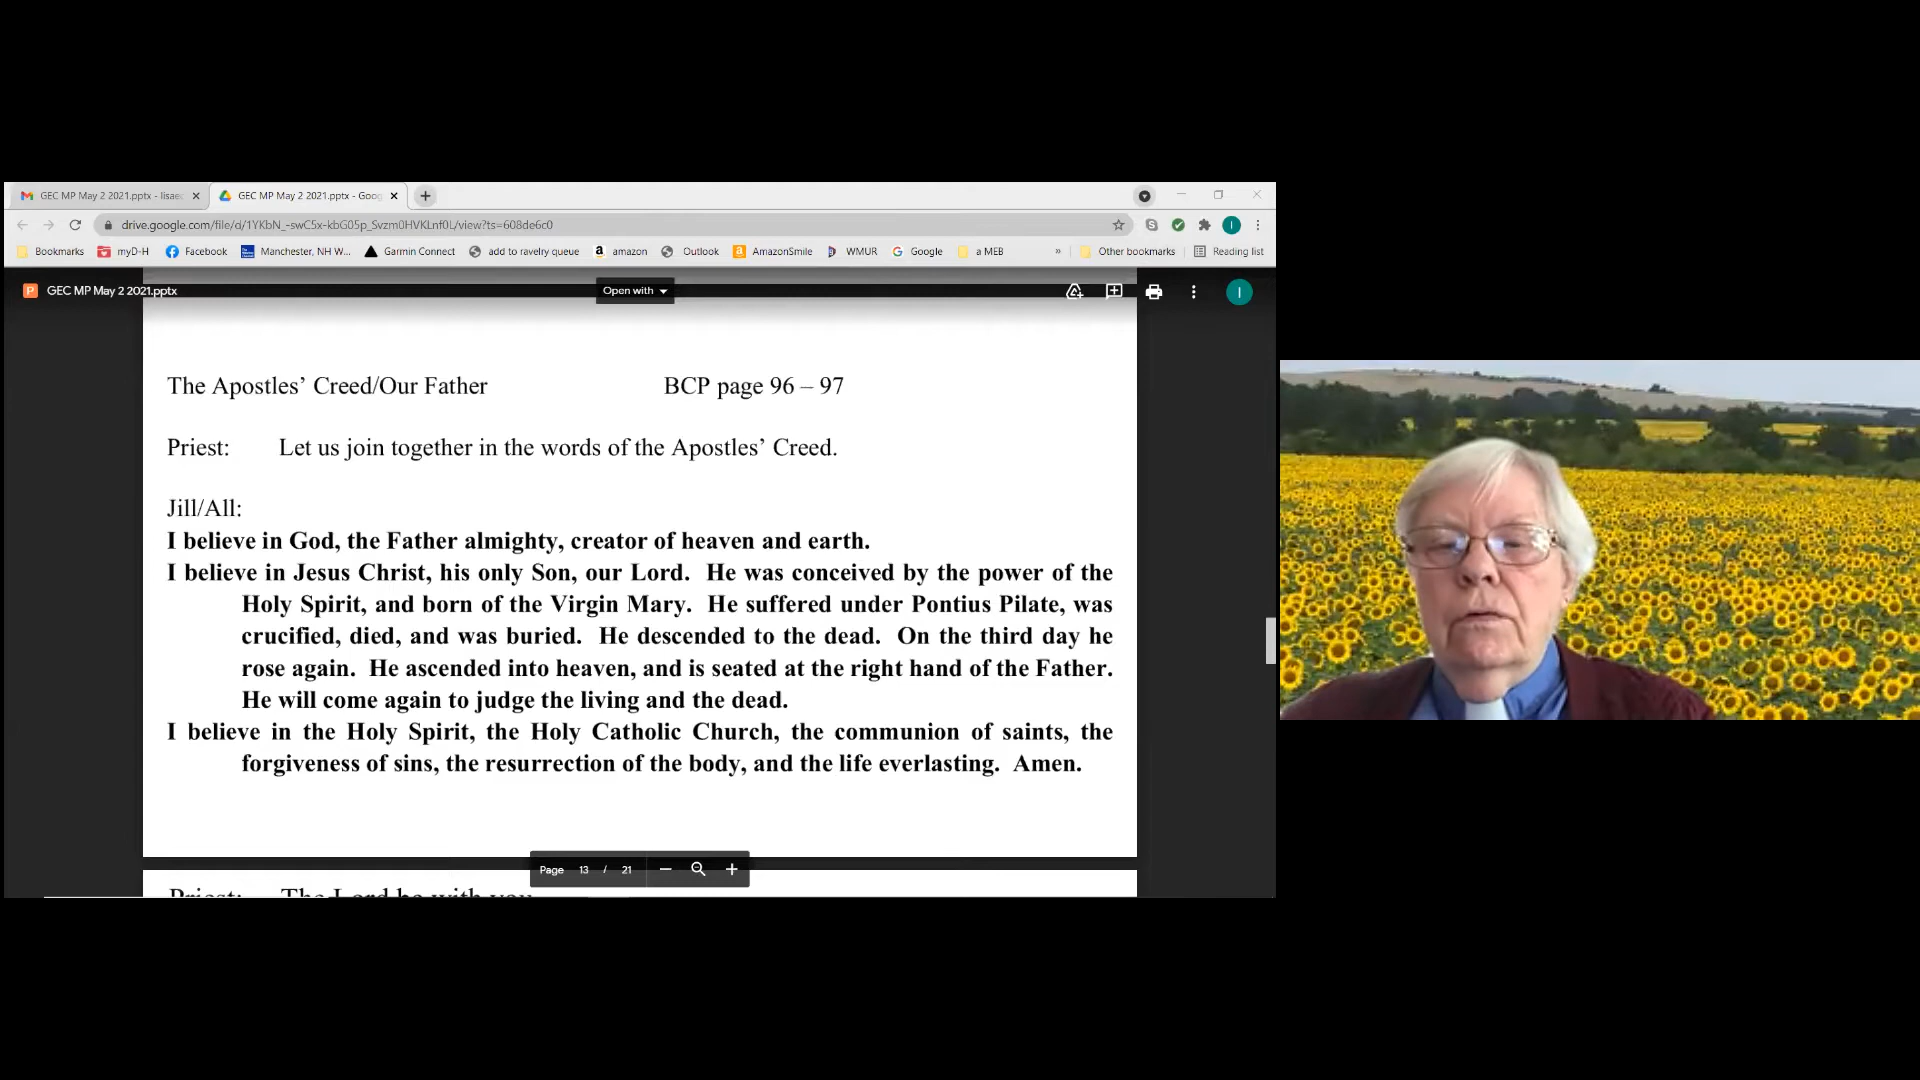 GEC MP May 2 2021.pptx - lisaec
GEC MP May 2 2021.pptx - Goog
drive.google.com/file/d/1YKbN_-swC5x-kbG05p_Svzm0HVKLnf0L/view?ts=608de6c0
Bookmarks myD-H Facebook Manchester, NH W... Garmin Connect add to ravelry queue amazon Outlook AmazonSmile WMUR Google a MEB » Other bookmarks Reading list
GEC MP May 2 2021.pptx Open with
The Apostles’ Creed/Our Father BCP page 96 – 97
Priest: Let us join together in the words of the Apostles’ Creed.
Jill/All:
I believe in God, the Father almighty, creator of heaven and earth.
I believe in Jesus Christ, his only Son, our Lord. He was conceived by the power of the
Holy Spirit, and born of the Virgin Mary. He suffered under Pontius Pilate, was
crucified, died, and was buried. He descended to the dead. On the third day he
rose again. He ascended into heaven, and is seated at the right hand of the Father.
He will come again to judge the living and the dead.
I believe in the Holy Spirit, the Holy Catholic Church, the communion of saints, the
forgiveness of sins, the resurrection of the body, and the life everlasting. Amen.
Page 13 / 21
Priest: The Lord be with you